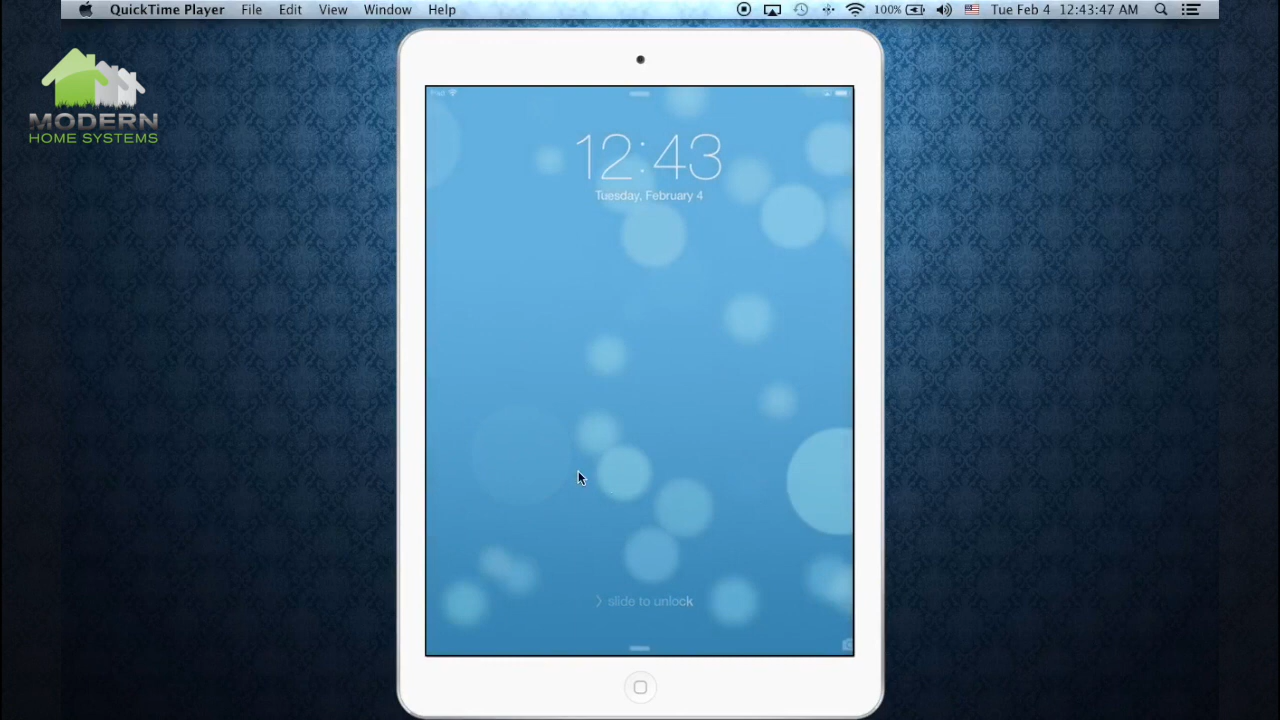 QuickTime Player File Edit View Window Help 100% Tue Feb 4 12:43:47 AM
MODERN
HOME SYSTEMS
12:43
Tuesday, February 4
slide to unlock